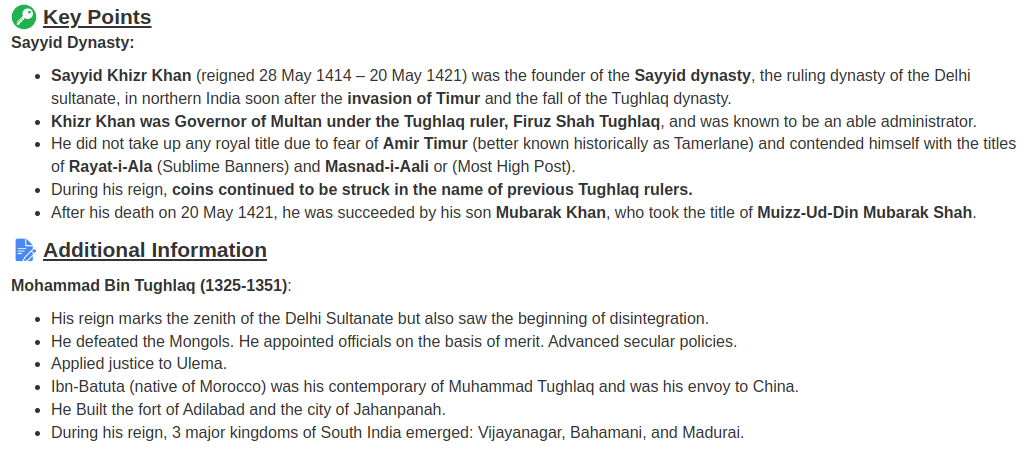 Key Points
Sayyid Dynasty:
Sayyid Khizr Khan (reigned 28 May 1414 – 20 May 1421) was the founder of the Sayyid dynasty, the ruling dynasty of the Delhi
sultanate, in northern India soon after the invasion of Timur and the fall of the Tughlaq dynasty.
Khizr Khan was Governor of Multan under the Tughlaq ruler, Firuz Shah Tughlaq, and was known to be an able administrator.
He did not take up any royal title due to fear of Amir Timur (better known historically as Tamerlane) and contended himself with the titles
of Rayat-i-Ala (Sublime Banners) and Masnad-i-Aali or (Most High Post).
During his reign, coins continued to be struck in the name of previous Tughlaq rulers.
After his death on 20 May 1421, he was succeeded by his son Mubarak Khan, who took the title of Muizz-Ud-Din Mubarak Shah.
Additional Information
Mohammad Bin Tughlaq (1325-1351):
His reign marks the zenith of the Delhi Sultanate but also saw the beginning of disintegration.
He defeated the Mongols. He appointed officials on the basis of merit. Advanced secular policies.
Applied justice to Ulema.
Ibn-Batuta (native of Morocco) was his contemporary of Muhammad Tughlaq and was his envoy to China.
He Built the fort of Adilabad and the city of Jahanpanah.
During his reign, 3 major kingdoms of South India emerged: Vijayanagar, Bahamani, and Madurai.